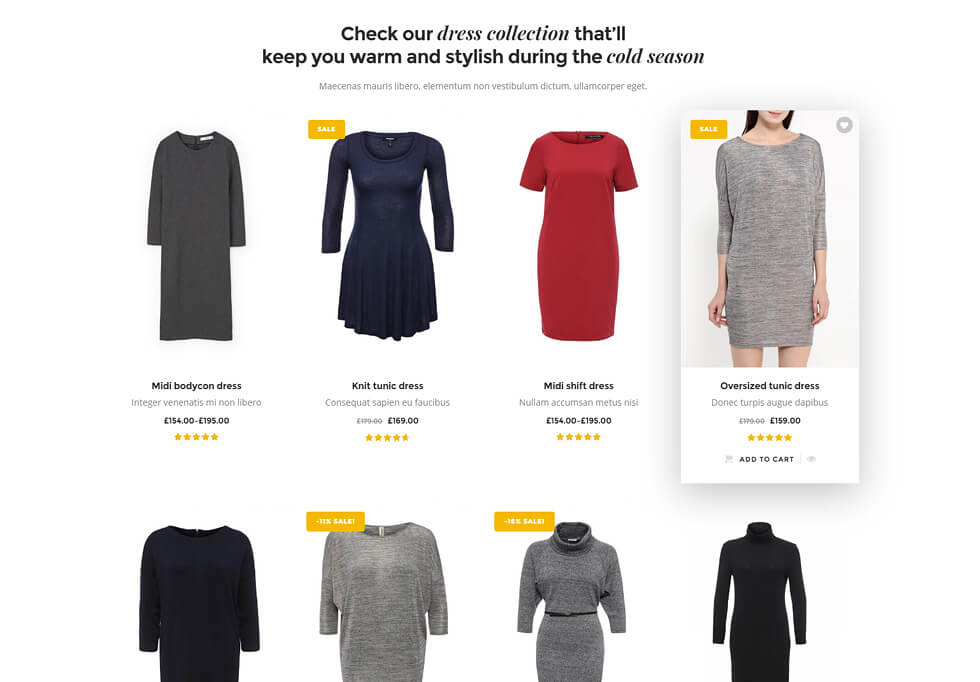 Check our dress collection that'll
keep you warm and stylish during the cold season
Maecenas mauris libero, elementum non vestibulum dictum, ullamcorper eget.
SALE
SALE
Midi bodycon dress
Integer venenatis mi non libero
£154.00–£195.00
Knit tunic dress
Consequat sapien eu faucibus
£179.00 £169.00
Midi shift dress
Nullam accumsan metus nisi
£154.00–£195.00
Oversized tunic dress
Donec turpis augue dapibus
£179.00 £159.00
ADD TO CART
-11% SALE!
-18% SALE!